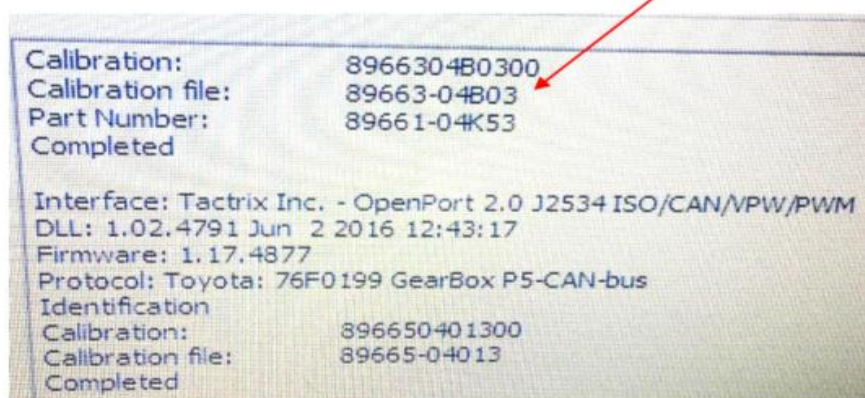 Calibration: 8966304B0300
Calibration file: 89663-04B03
Part Number: 89661-04K53
Completed
Interface: Tactrix Inc. - OpenPort 2.0 J2534 ISO/CAN/VPW/PWM
DLL: 1.02.4791 Jun 2 2016 12:43:17
Firmware: 1.17.4877
Protocol: Toyota: 76F0199 GearBox P5-CAN-bus
Identification
Calibration: 896650401300
Calibration file: 89665-04013
Completed